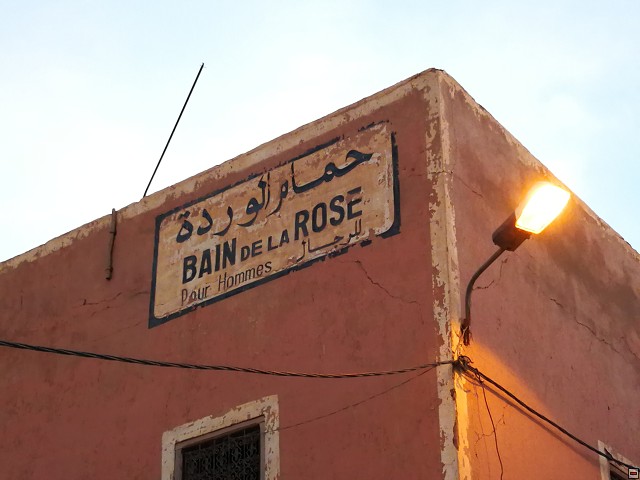 حمام الوردة
BAIN DE LA ROSE
Pour Hommes للرجال